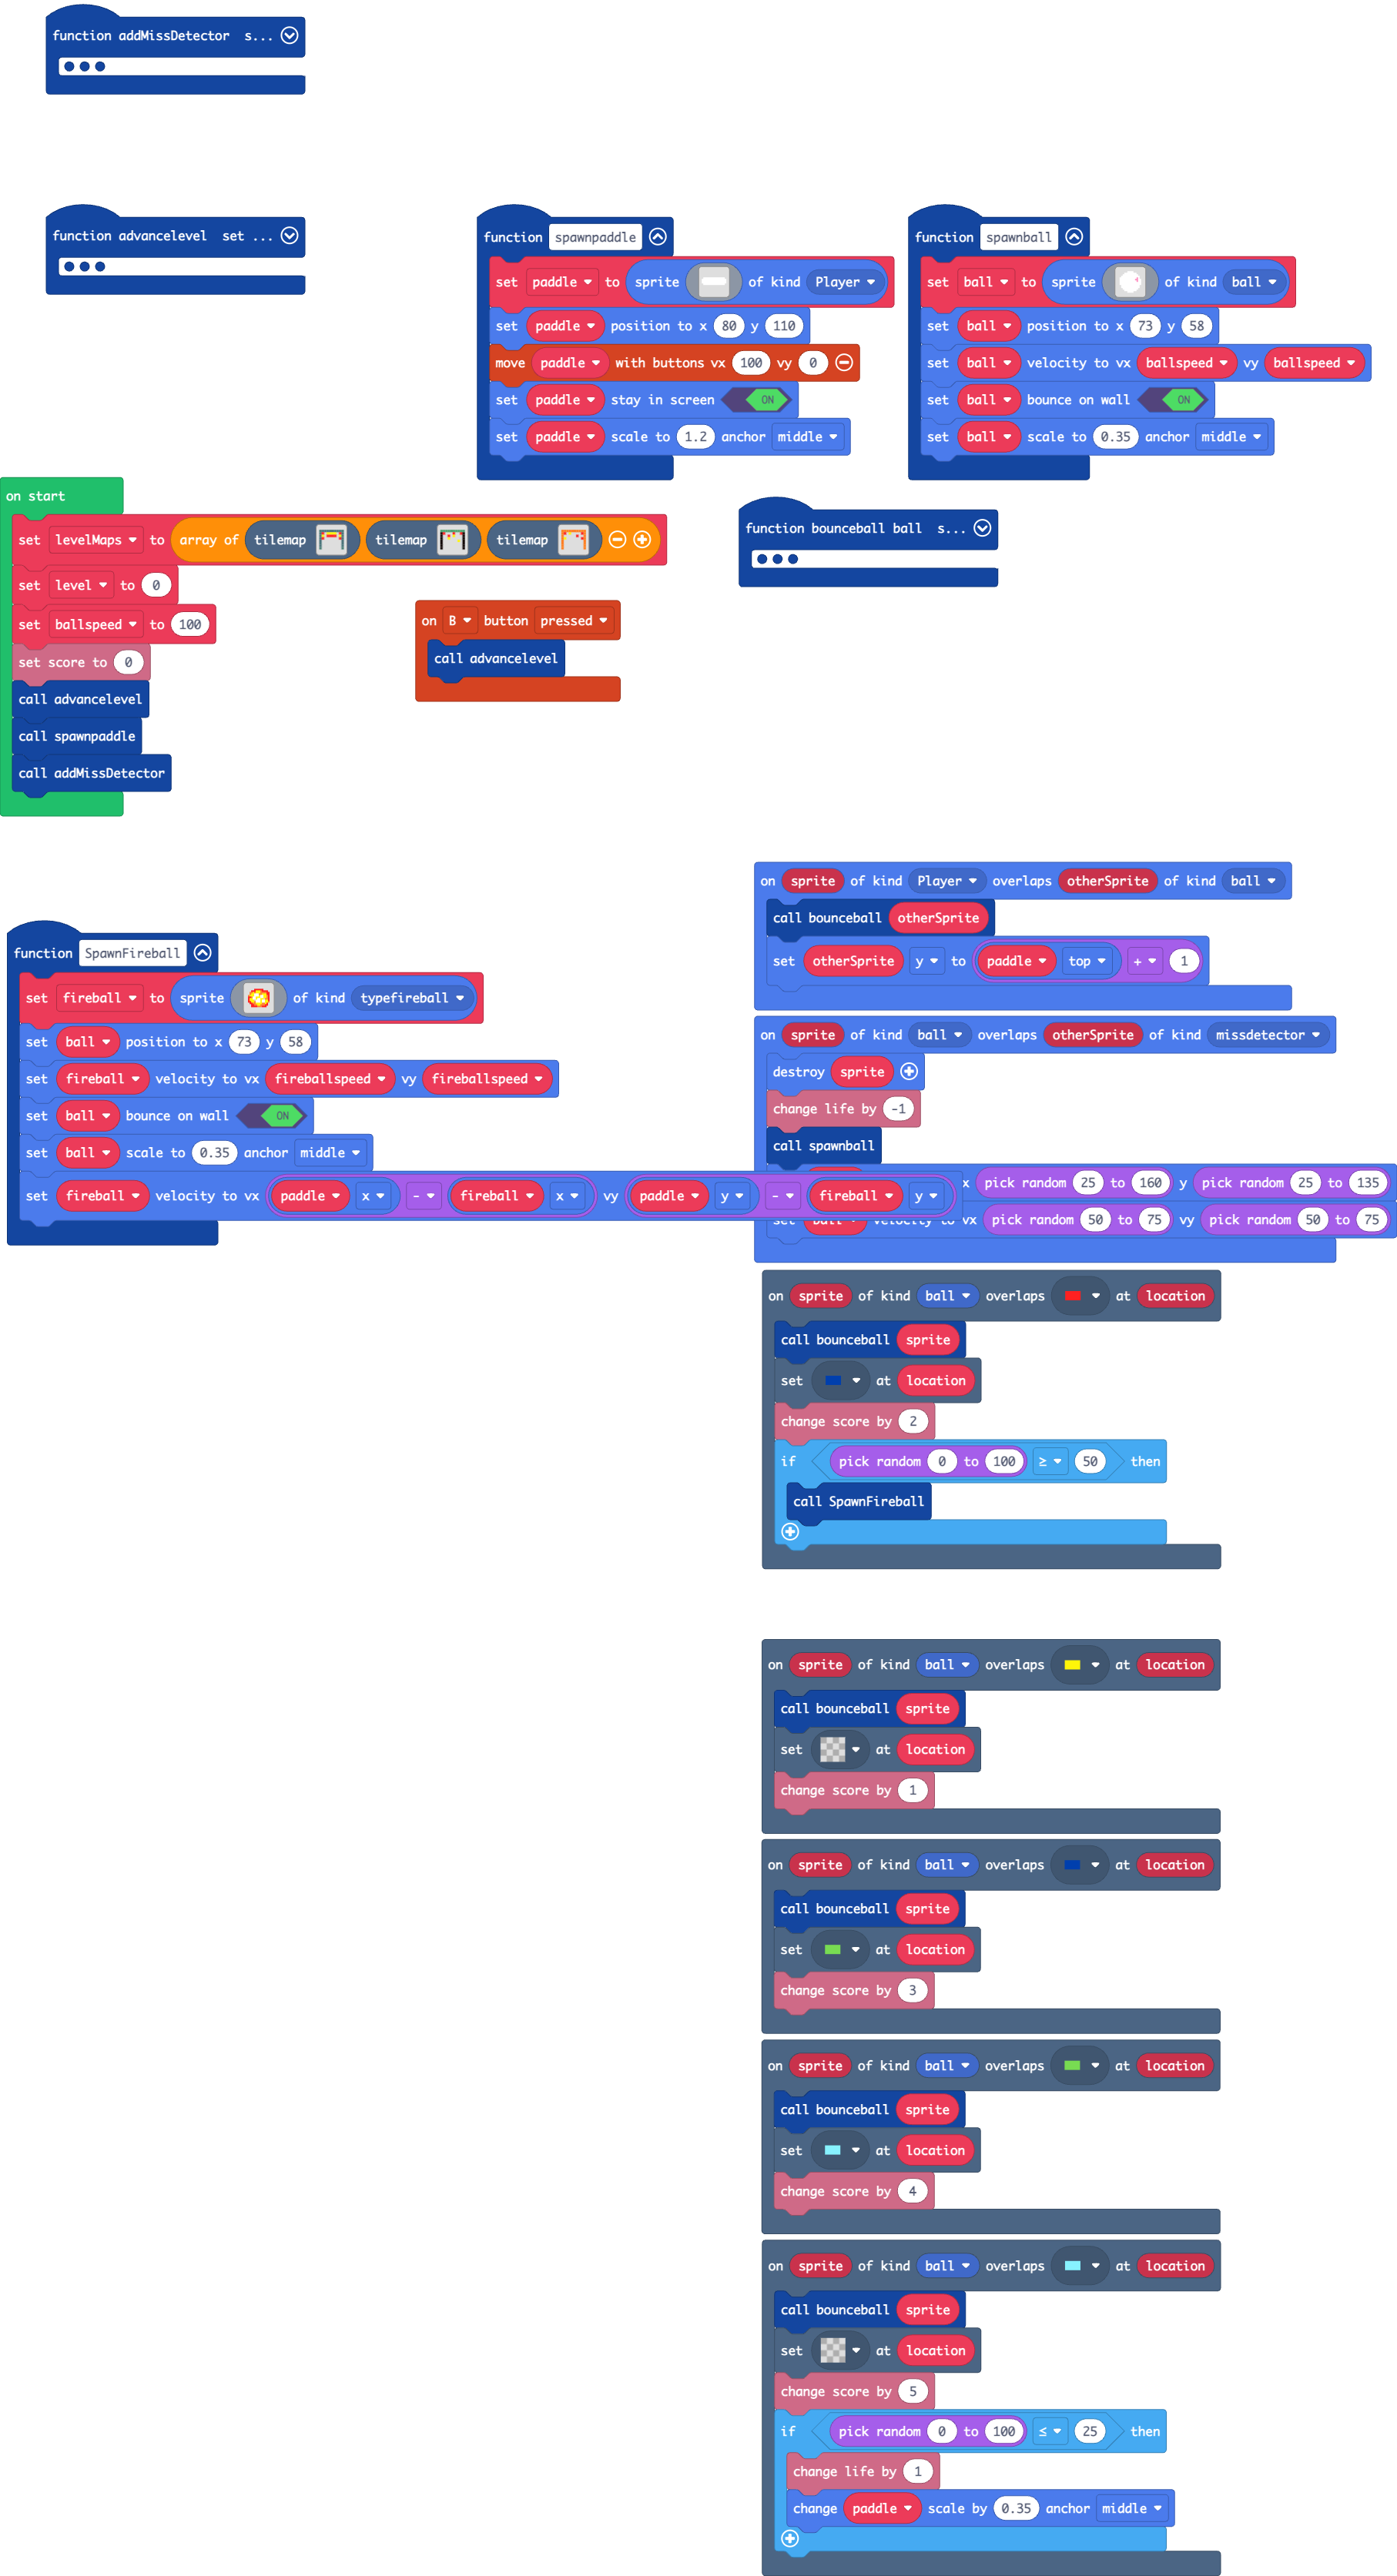 function addMissDetector s...
function advancelevel set ...
function spawnpaddle
set paddle to sprite of kind Player
set paddle position to x 80 y 110
move paddle with buttons vx 100 vy 0
set paddle stay in screen ON
set paddle scale to 1.2 anchor middle
function spawnball
set ball to sprite of kind ball
set ball position to x 73 y 58
set ball velocity to vx ballspeed vy ballspeed
set ball bounce on wall ON
set ball scale to 0.35 anchor middle
on start
set levelMaps to array of tilemap tilemap tilemap
set level to 0
set ballspeed to 100
set score to 0
call advancelevel
call spawnpaddle
call addMissDetector
function bounceball ball s...
on B button pressed
call advancelevel
function SpawnFireball
set fireball to sprite of kind typefireball
set ball position to x 73 y 58
set fireball velocity to vx fireballspeed vy fireballspeed
set ball bounce on wall ON
set ball scale to 0.35 anchor middle
set fireball velocity to vx paddle x - fireball x vy paddle y - fireball y
on sprite of kind Player overlaps otherSprite of kind ball
call bounceball otherSprite
set otherSprite y to paddle top + 1
on sprite of kind ball overlaps otherSprite of kind missdetector
destroy sprite
change life by -1
call spawnball
x pick random 25 to 160 y pick random 25 to 135
set ball velocity to vx pick random 50 to 75 vy pick random 50 to 75
on sprite of kind ball overlaps at location
call bounceball sprite
set at location
change score by 2
if pick random 0 to 100 ≥ 50 then
call SpawnFireball
on sprite of kind ball overlaps at location
call bounceball sprite
set at location
change score by 1
on sprite of kind ball overlaps at location
call bounceball sprite
set at location
change score by 3
on sprite of kind ball overlaps at location
call bounceball sprite
set at location
change score by 4
on sprite of kind ball overlaps at location
call bounceball sprite
set at location
change score by 5
if pick random 0 to 100 ≤ 25 then
change life by 1
change paddle scale by 0.35 anchor middle